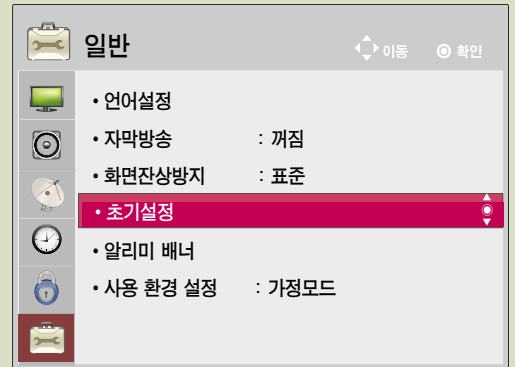 일반
이동 확인
• 언어설정
• 자막방송 : 꺼짐
• 화면잔상방지 : 표준
• 초기설정
• 알리미 배너
• 사용 환경 설정 : 가정모드